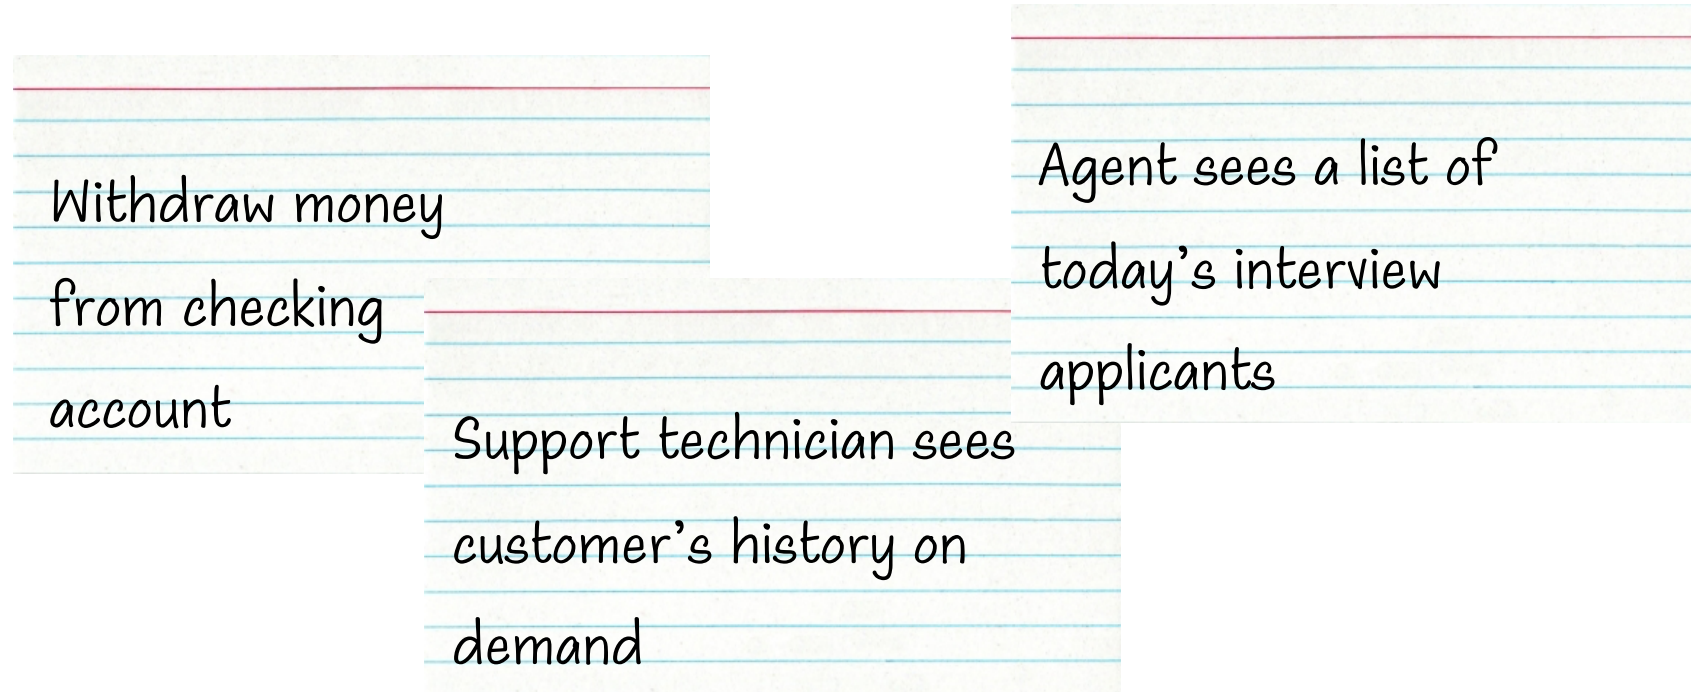 Withdraw money
from checking
account
Support technician sees
customer's history on
demand
Agent sees a list of
today's interview
applicants